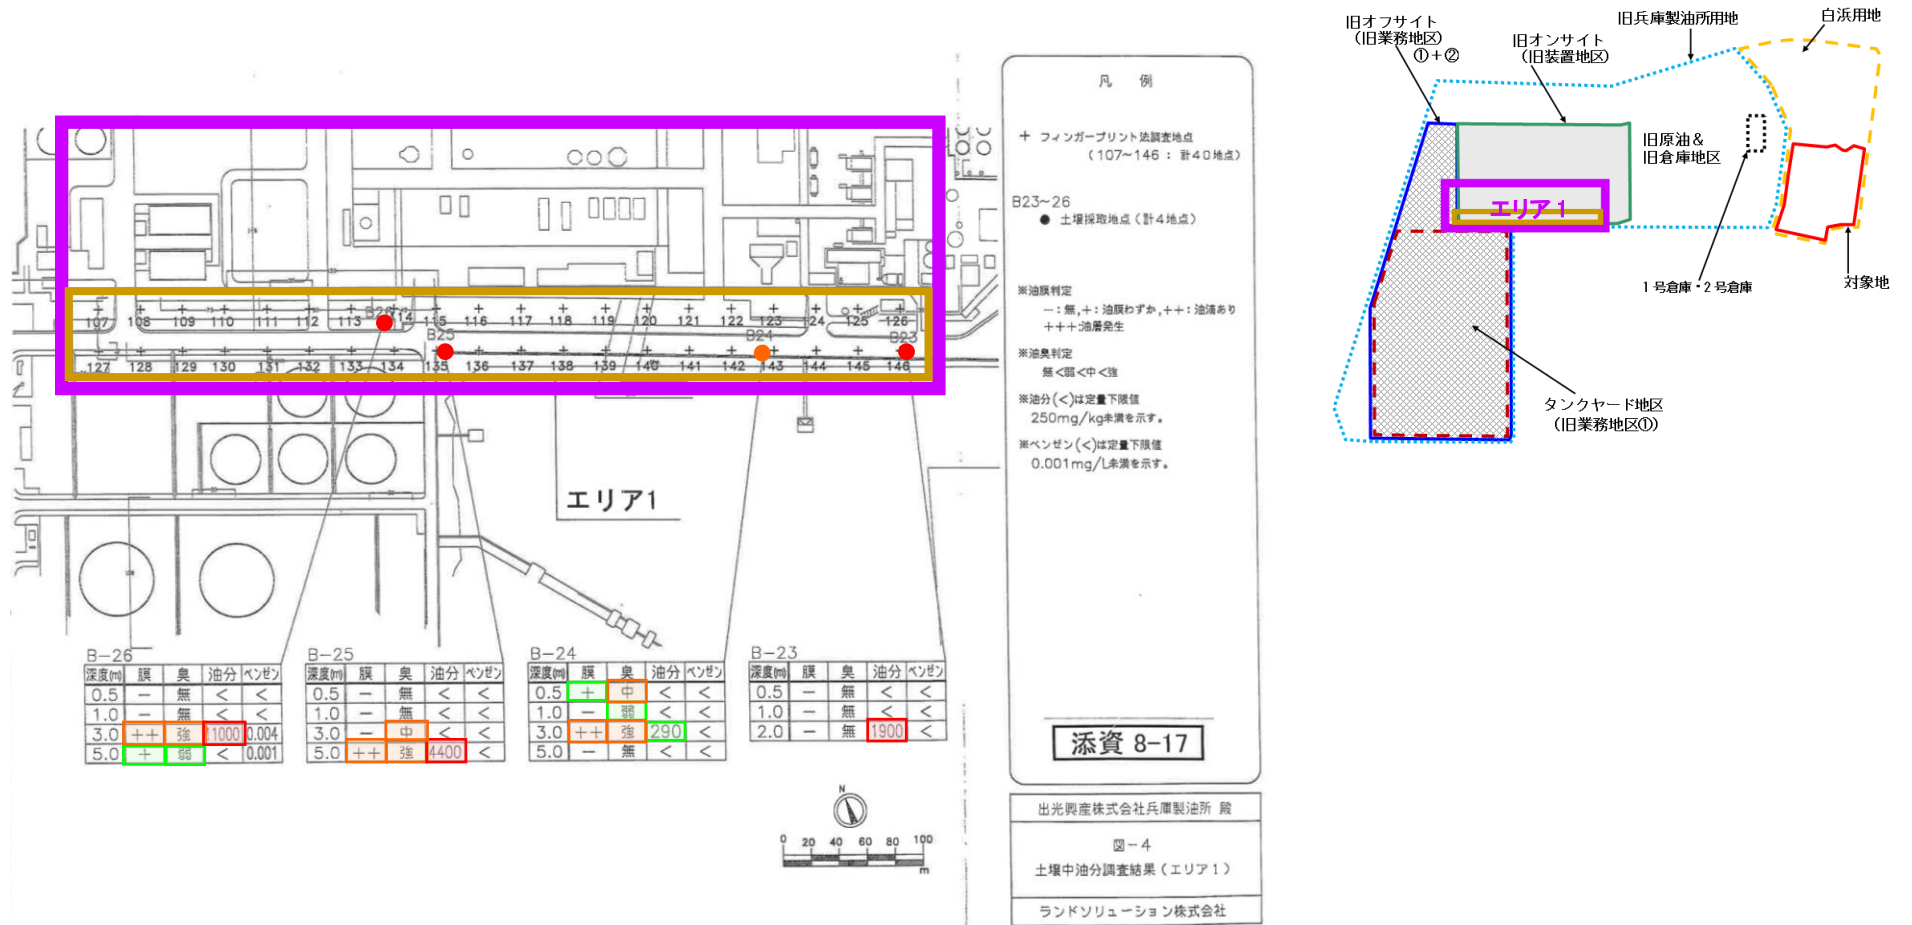 旧オフサイト
(旧業務地区)
①+②
旧オンサイト
(旧装置地区)
旧兵庫製油所用地
白浜用地
旧原油&
旧倉庫地区
エリア1
1号倉庫・2号倉庫
対象地
タンクヤード地区
(旧業務地区①)
凡 例
+ フィンガープリント法調査地点
(107~146 : 計40地点)
B23~26
● 土壌採取地点(計4地点)
※油膜判定
-:無,+:油膜わずか,++:油滴あり
+++:油層発生
※油臭判定
無<弱<中<強
※油分(<)は定量下限値
250mg/kg未満を示す。
※ベンゼン(<)は定量下限値
0.001mg/L未満を示す。
添資 8-17
出光興産株式会社兵庫製油所 殿
図-4
土壌中油分調査結果(エリア1)
ランドソリューション株式会社
107 108 109 110 111 112 113 B26 114 115 116 117 118 119 120 121 122 123 124 125 126
B25 B24 B23
127 128 129 130 131 132 133 134 135 136 137 138 139 140 141 142 143 144 145 146
エリア1
B-26
深度(m) 膜 臭 油分 ベンゼン
0.5 - 無 < <
1.0 - 無 < <
3.0 ++ 強 11000 0.004
5.0 + 弱 < 0.001
B-25
深度(m) 膜 臭 油分 ベンゼン
0.5 - 無 < <
1.0 - 無 < <
3.0 - 中 < <
5.0 ++ 強 4400 <
B-24
深度(m) 膜 臭 油分 ベンゼン
0.5 + 中 < <
1.0 - 弱 < <
3.0 ++ 強 290 <
5.0 - 無 < <
B-23
深度(m) 膜 臭 油分 ベンゼン
0.5 - 無 < <
1.0 - 無 < <
2.0 - 無 1900 <
N
0 20 40 60 80 100
m